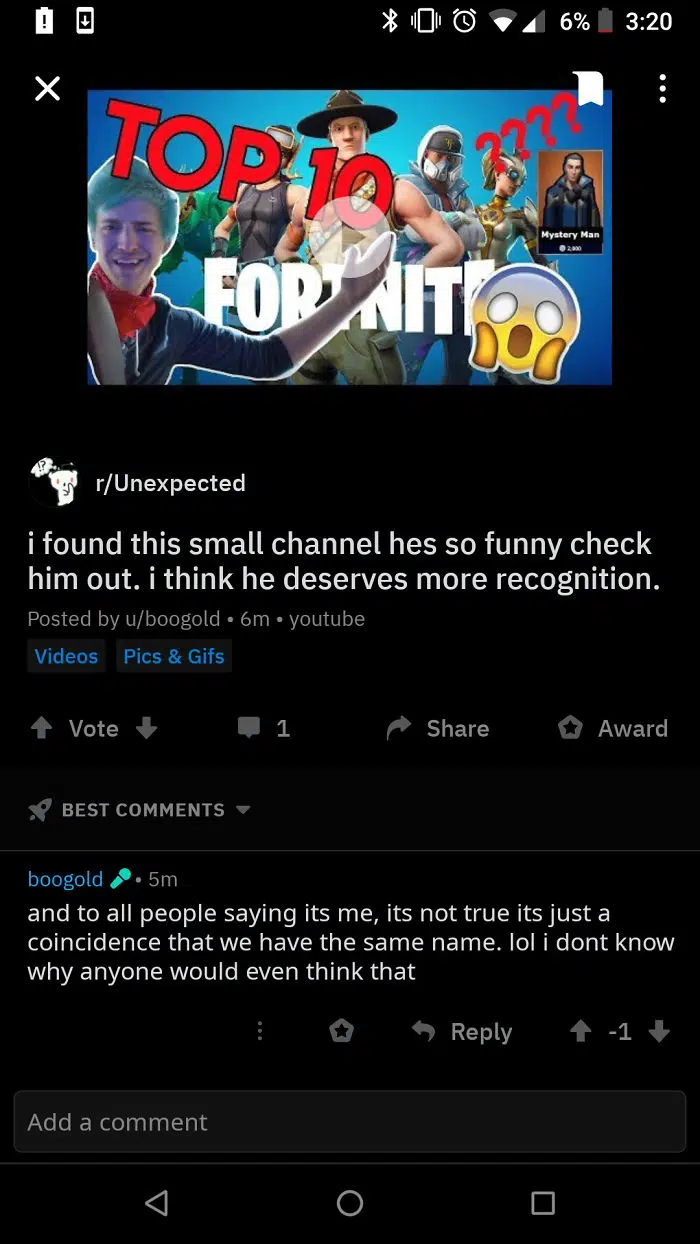 6% 3:20
TOP 10
????
Mystery Man
2,000
FORTNITE
r/Unexpected
i found this small channel hes so funny check
him out. i think he deserves more recognition.
Posted by u/boogold • 6m • youtube
Videos Pics & Gifs
Vote 1 Share Award
BEST COMMENTS
boogold • 5m
and to all people saying its me, its not true its just a
coincidence that we have the same name. lol i dont know
why anyone would even think that
Reply -1
Add a comment